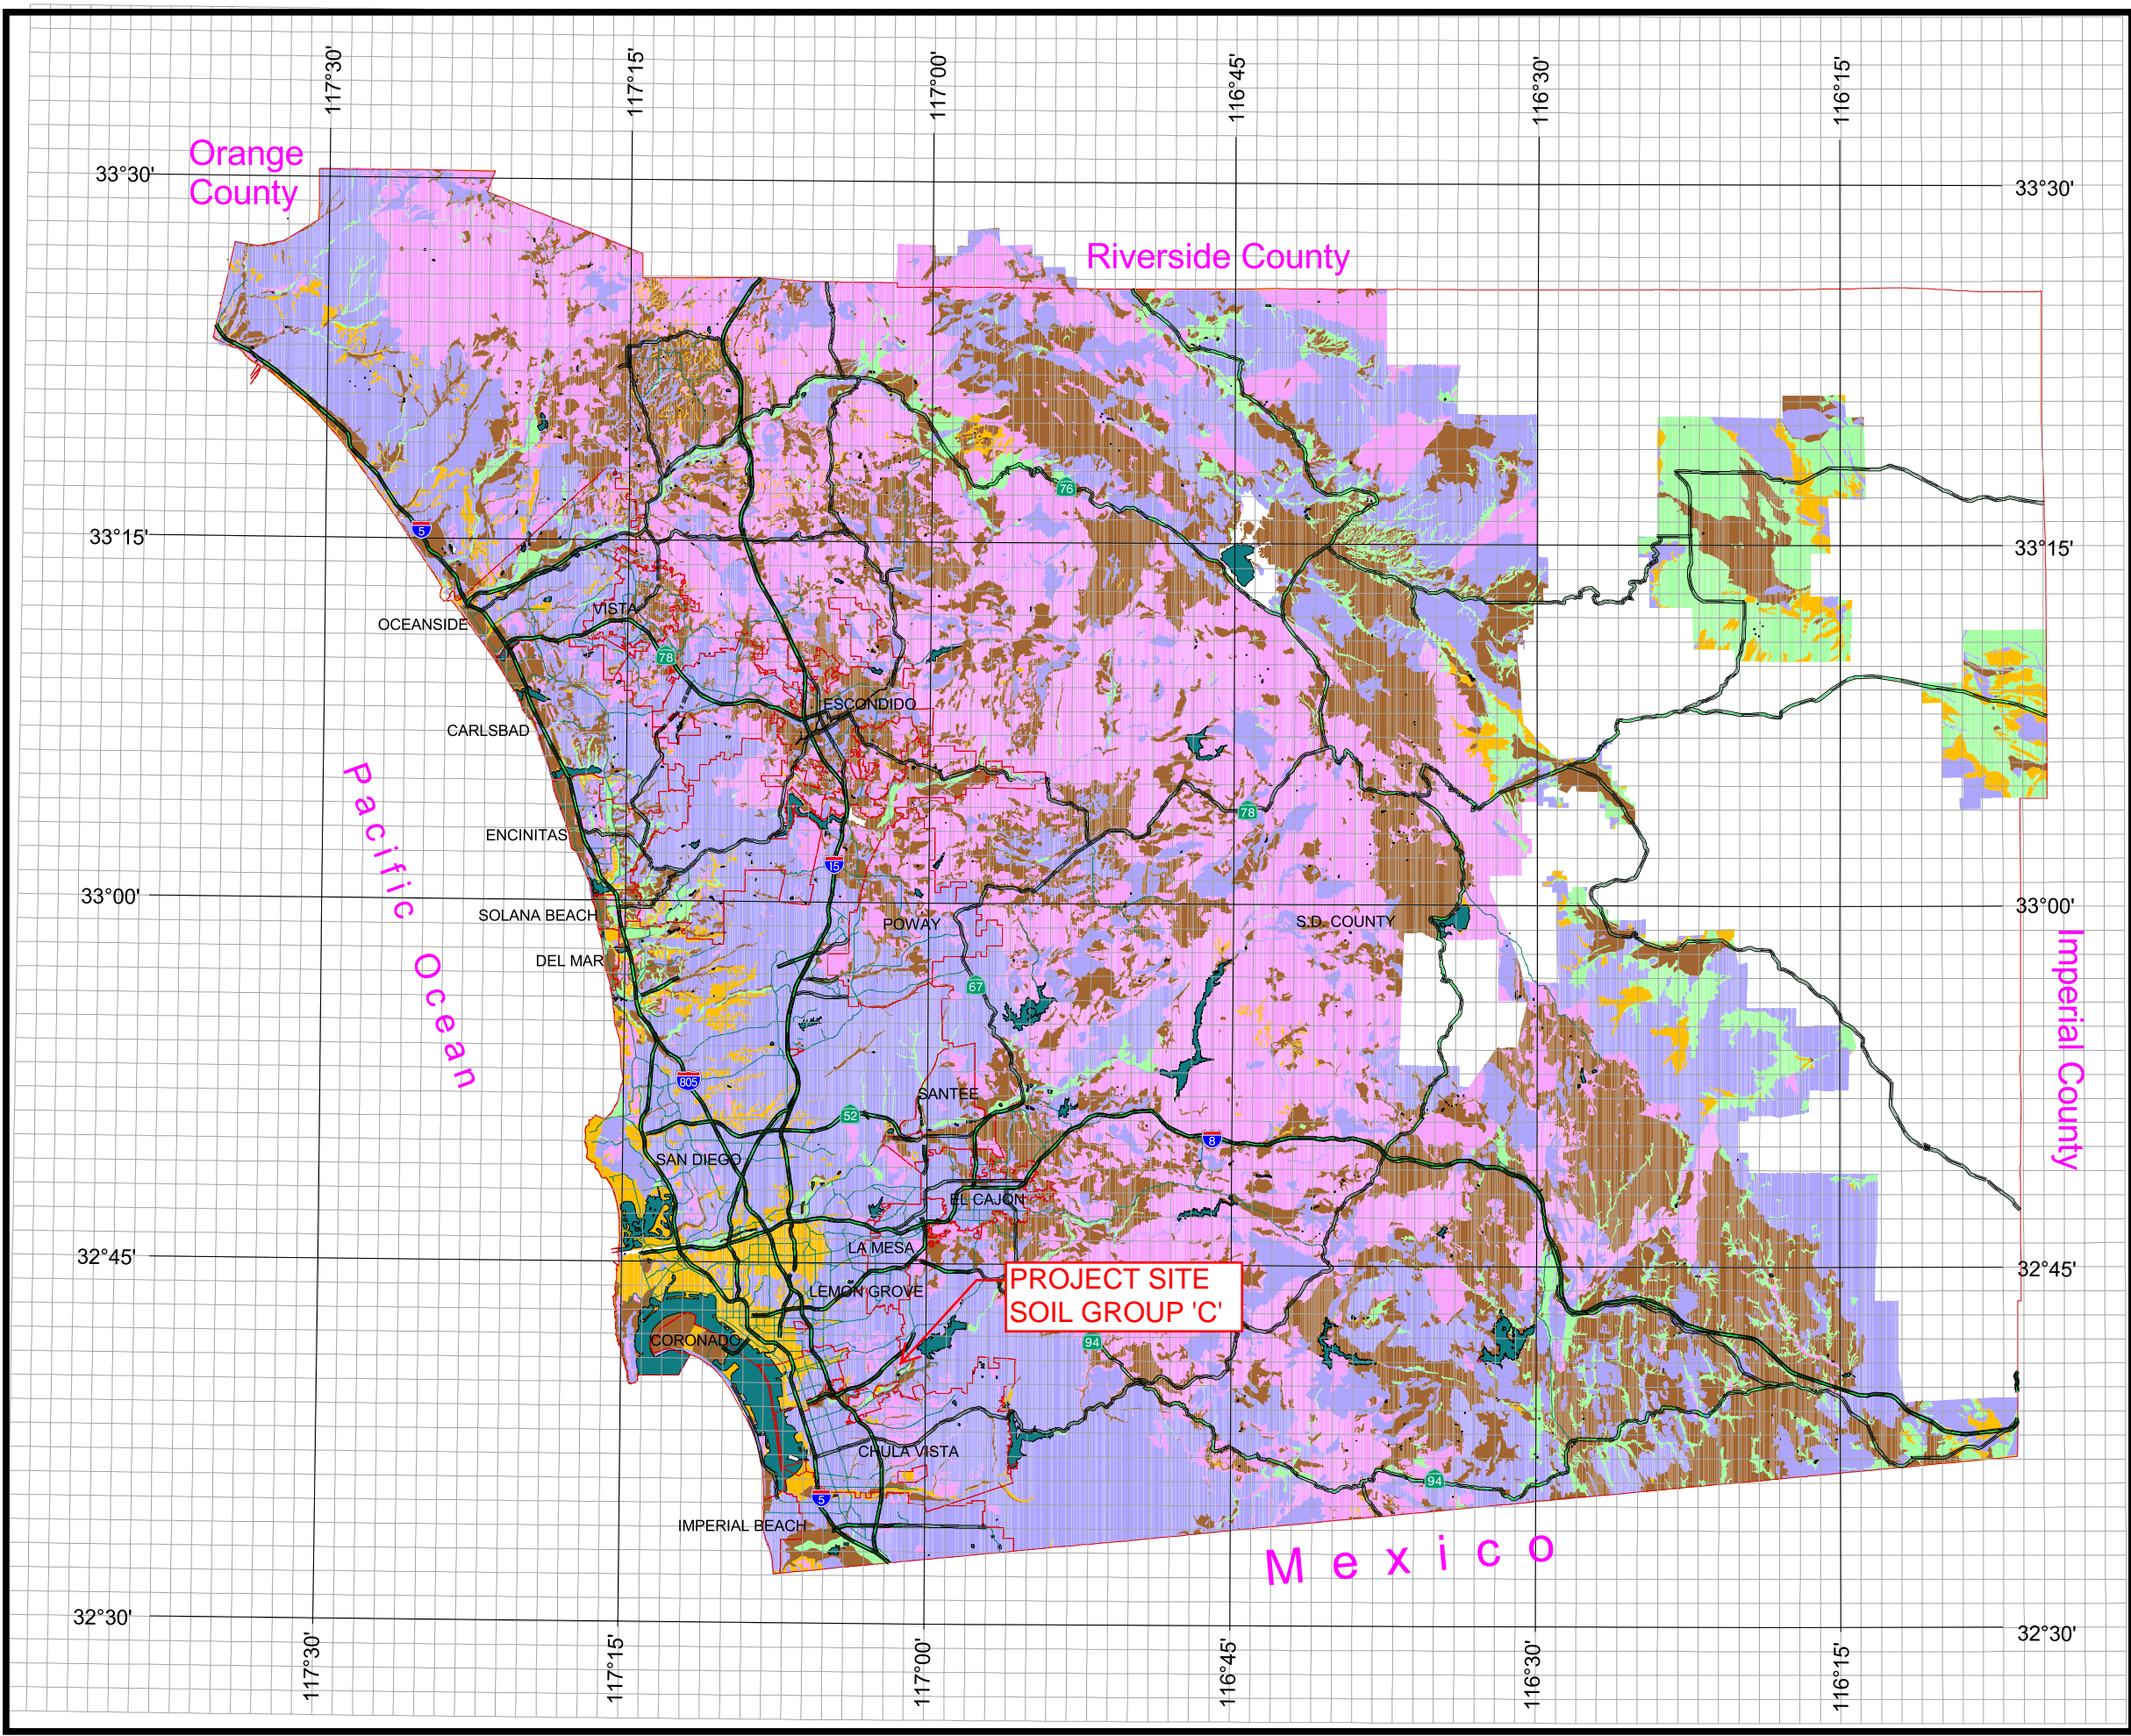 117°30'
117°15'
117°00'
116°45'
116°30'
116°15'
Orange
County
33°30'
33°30'
Riverside County
76
5
33°15'
33°15'
VISTA
OCEANSIDE
78
ESCONDIDO
CARLSBAD
Pacific Ocean
78
ENCINITAS
15
33°00'
33°00'
SOLANA BEACH
POWAY
S.D. COUNTY
DEL MAR
Imperial County
67
805
SANTEE
52
8
SAN DIEGO
EL CAJON
LA MESA
32°45'
32°45'
PROJECT SITE
SOIL GROUP 'C'
LEMON GROVE
CORONADO
94
CHULA VISTA
94
5
IMPERIAL BEACH
Mexico
32°30'
32°30'
117°30'
117°15'
117°00'
116°45'
116°30'
116°15'